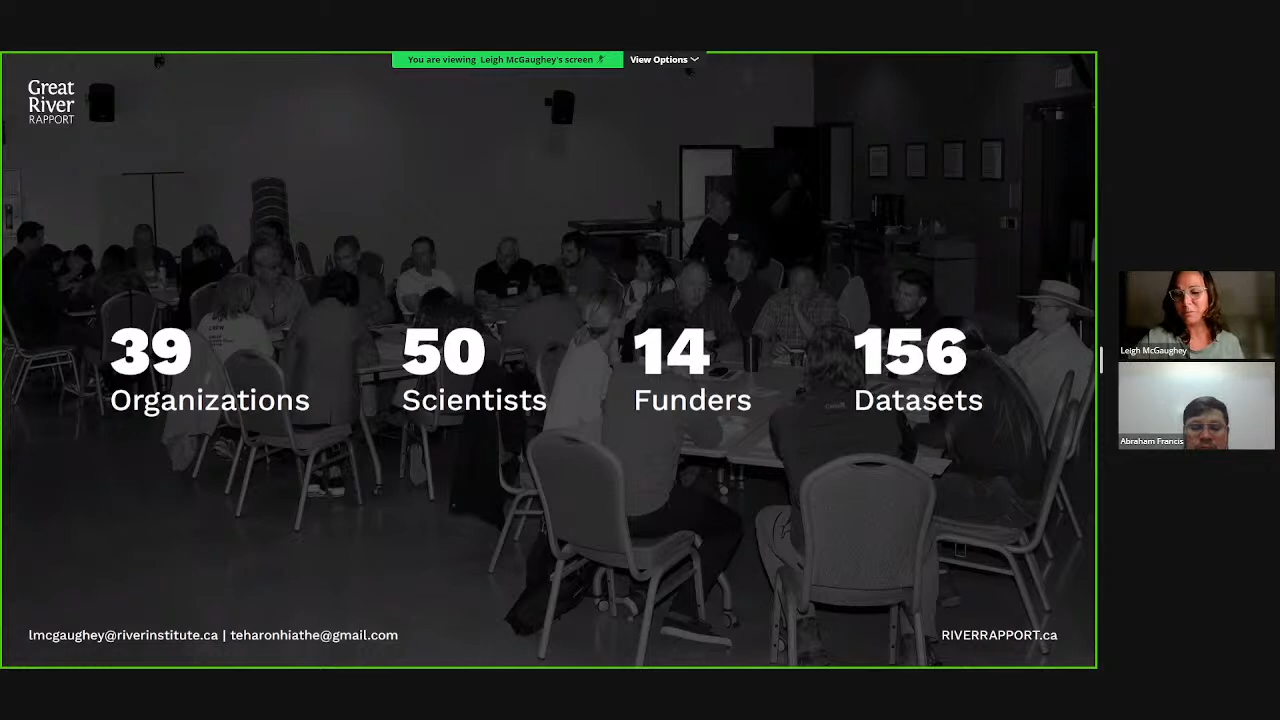 You are viewing Leigh McGaughey's screen
View Options
Great
River
RAPPORT
39
Organizations
50
Scientists
14
Funders
156
Datasets
lmcgaughey@riverinstitute.ca | teharonhiathe@gmail.com
RIVERRAPPORT.ca
Leigh McGaughey
Abraham Francis